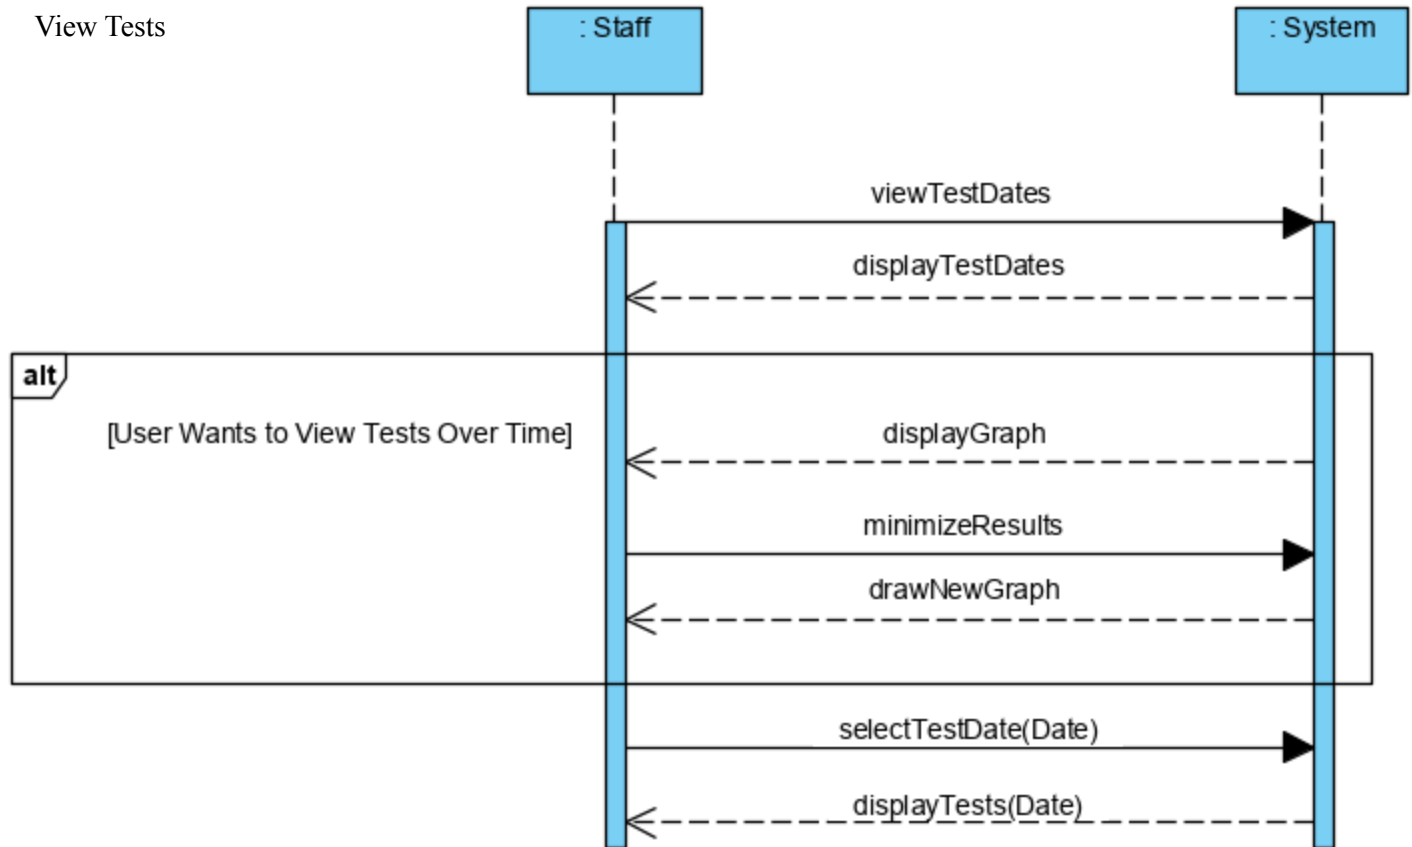 View Tests
: Staff
: System
viewTestDates
displayTestDates
alt
[User Wants to View Tests Over Time]
displayGraph
minimizeResults
drawNewGraph
selectTestDate(Date)
displayTests(Date)